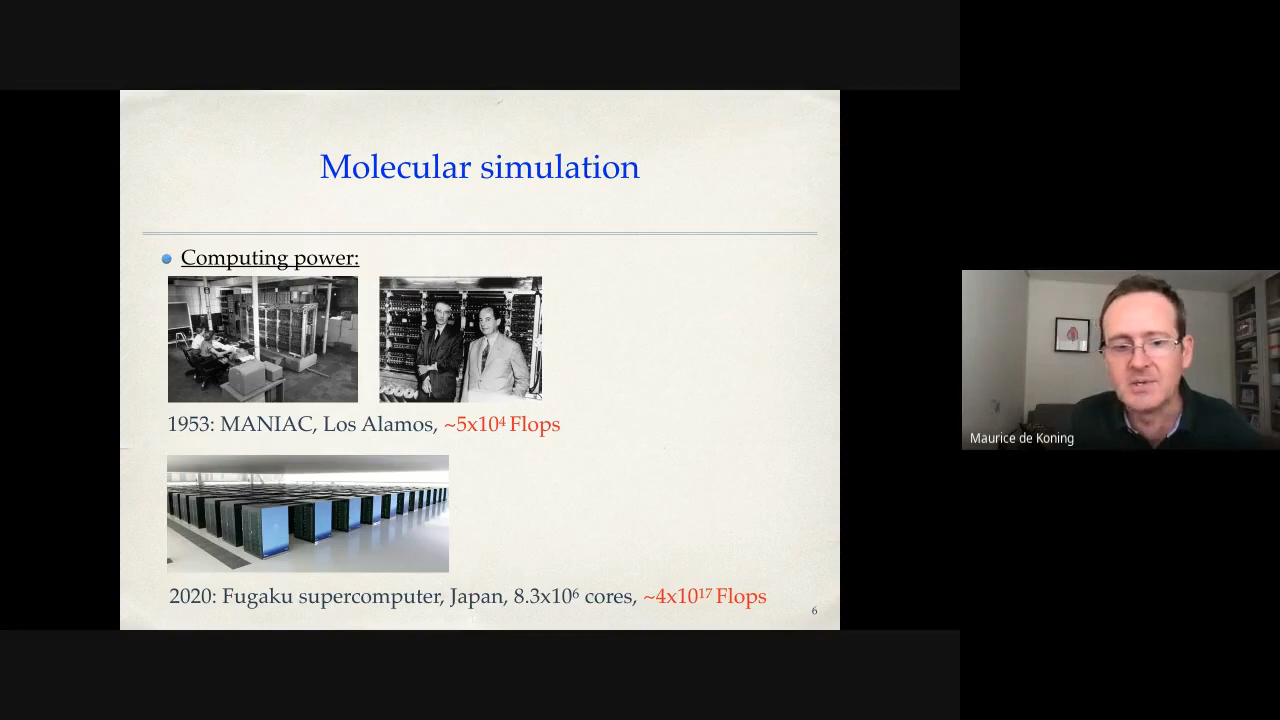 Molecular simulation
Computing power:
1953: MANIAC, Los Alamos, ~5x10⁴ Flops
2020: Fugaku supercomputer, Japan, 8.3x10⁶ cores, ~4x10¹⁷ Flops
6
Maurice de Koning